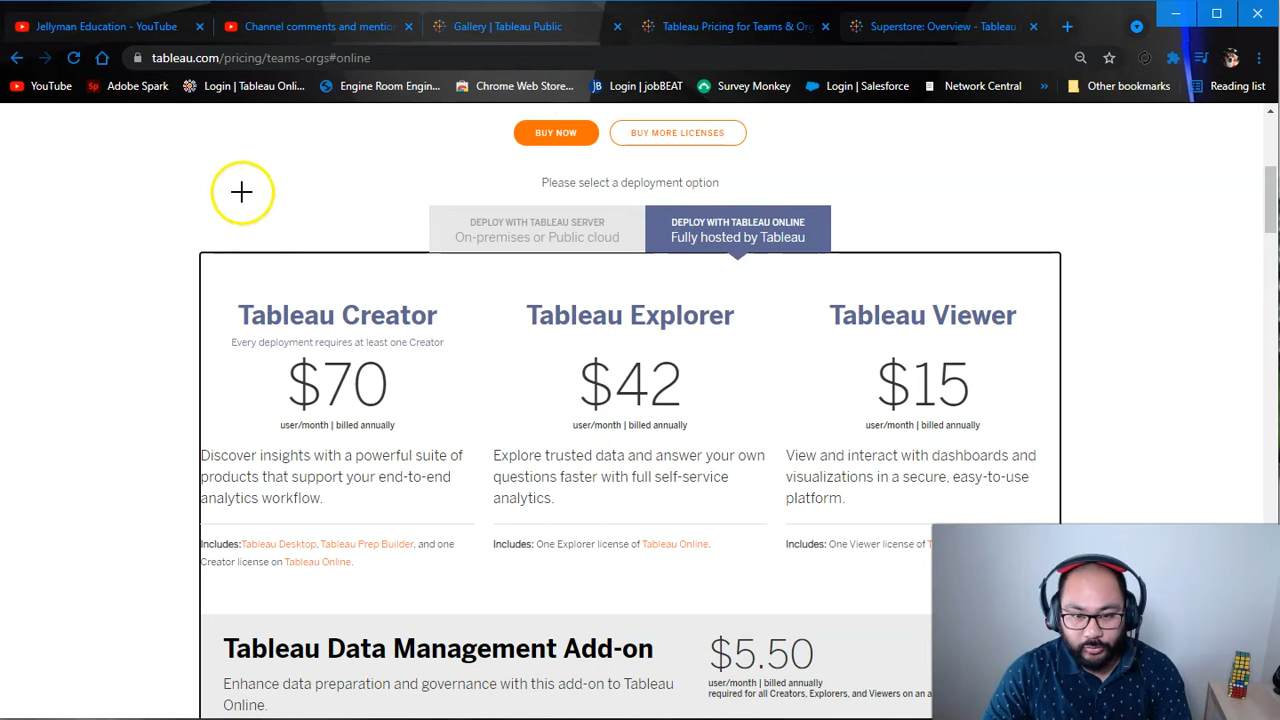 Jellyman Education - YouTube
Channel comments and mention
Gallery | Tableau Public
Tableau Pricing for Teams & Org
Superstore: Overview - Tableau
tableau.com/pricing/teams-orgs#online
YouTube
Adobe Spark
Login | Tableau Onli...
Engine Room Engin...
Chrome Web Store...
Login | jobBEAT
Survey Monkey
Login | Salesforce
Network Central
»
Other bookmarks
Reading list
BUY NOW
BUY MORE LICENSES
Please select a deployment option
DEPLOY WITH TABLEAU SERVER
On-premises or Public cloud
DEPLOY WITH TABLEAU ONLINE
Fully hosted by Tableau
Tableau Creator
Every deployment requires at least one Creator
$70
user/month | billed annually
Discover insights with a powerful suite of
products that support your end-to-end
analytics workflow.
Includes:Tableau Desktop, Tableau Prep Builder, and one
Creator license on Tableau Online.
Tableau Explorer
$42
user/month | billed annually
Explore trusted data and answer your own
questions faster with full self-service
analytics.
Includes: One Explorer license of Tableau Online.
Tableau Viewer
$15
user/month | billed annually
View and interact with dashboards and
visualizations in a secure, easy-to-use
platform.
Includes: One Viewer license of
Tableau Data Management Add-on
Enhance data preparation and governance with this add-on to Tableau
Online.
$5.50
user/month | billed annually
required for all Creators, Explorers, and Viewers on an a